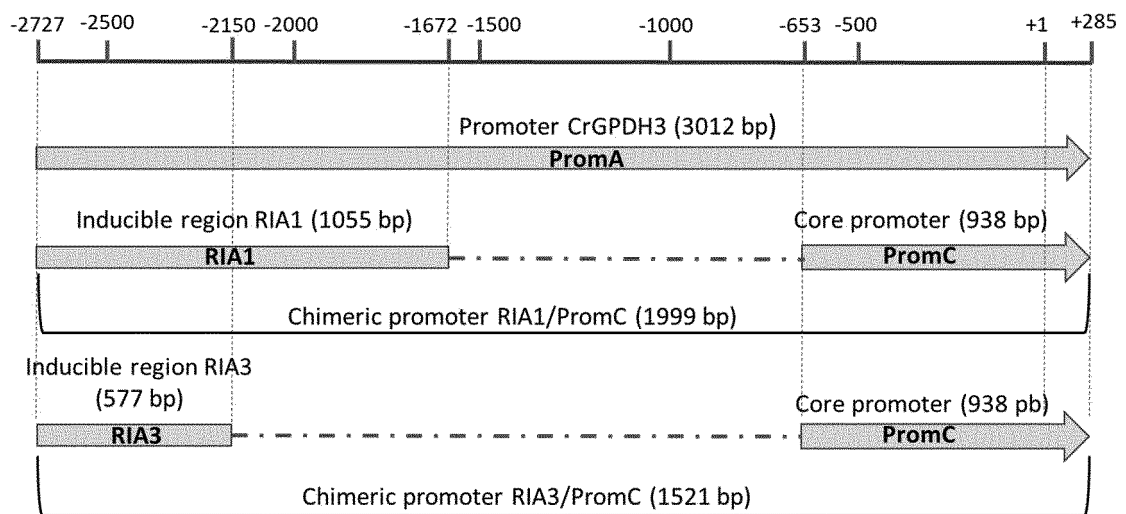 -2727 -2500 -2150 -2000 -1672 -1500 -1000 -653 -500 +1 +285
Promoter CrGPDH3 (3012 bp)
PromA
Inducible region RIA1 (1055 bp) Core promoter (938 bp)
RIA1 PromC
Chimeric promoter RIA1/PromC (1999 bp)
Inducible region RIA3
(577 bp) Core promoter (938 pb)
RIA3 PromC
Chimeric promoter RIA3/PromC (1521 bp)